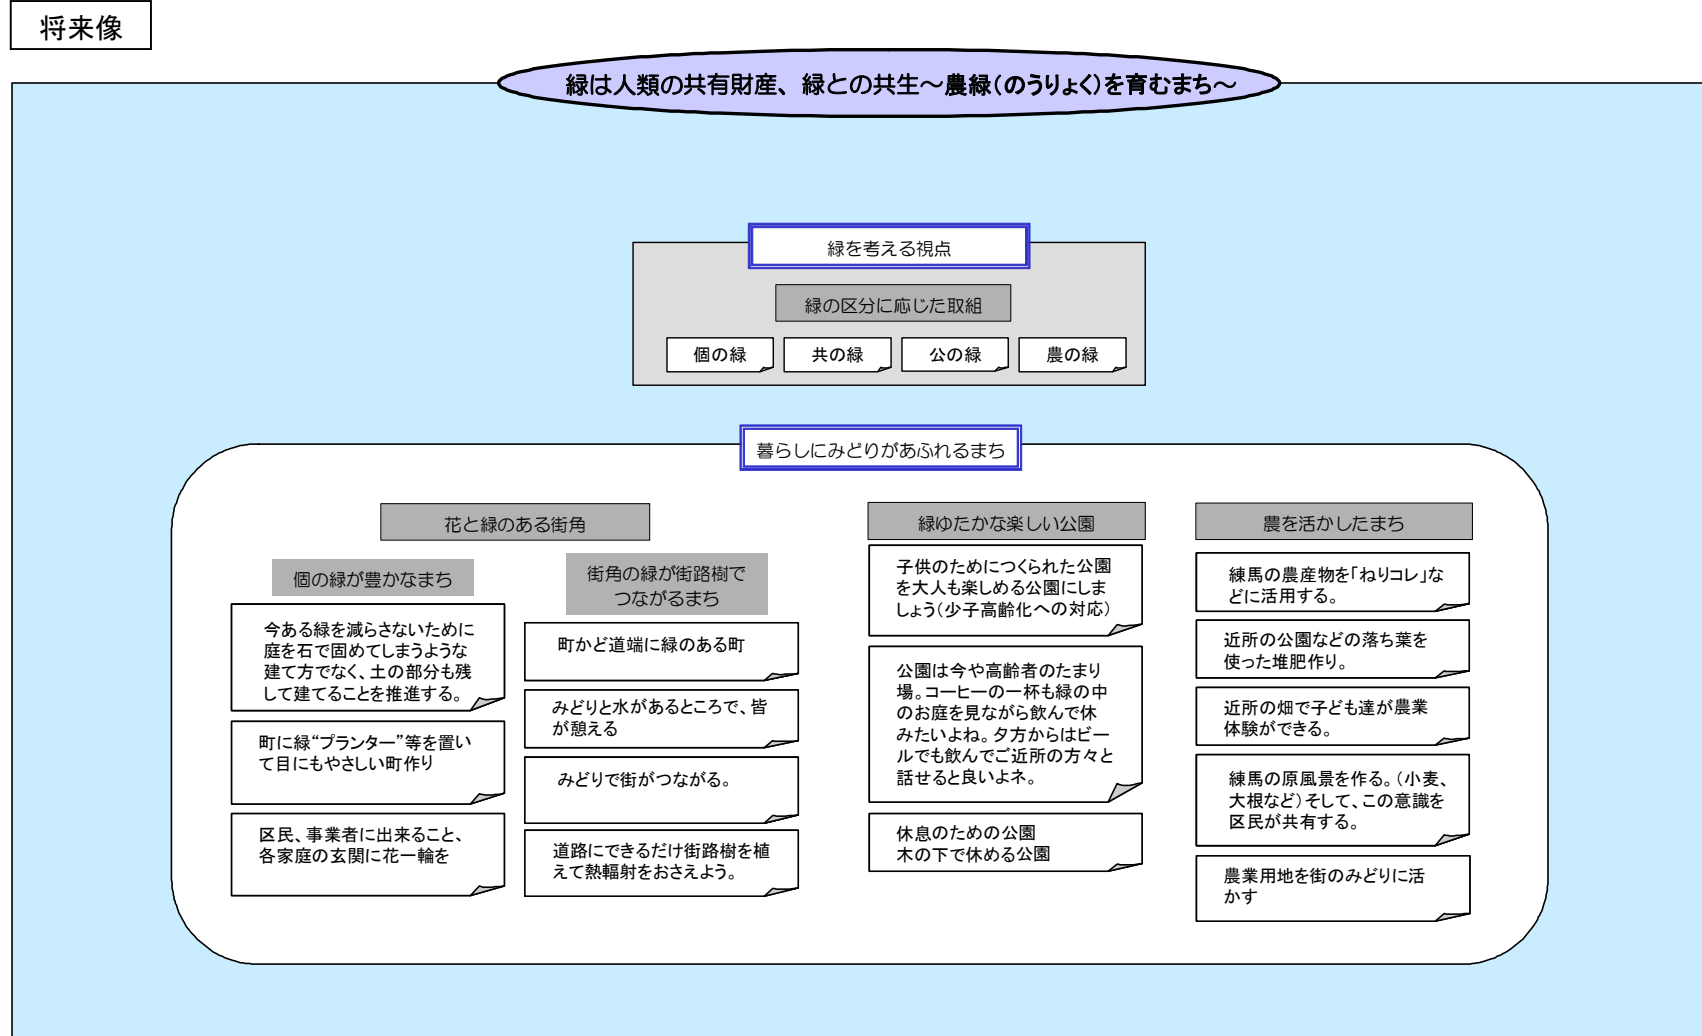 将来像
緑は人類の共有財産、緑との共生～農緑（のうりょく）を育むまち～
緑を考える視点
緑の区分に応じた取組
個の緑
共の緑
公の緑
農の緑
暮らしにみどりがあふれるまち
花と緑のある街角
個の緑が豊かなまち
今ある緑を減らさないために
庭を石で固めてしまうような
建て方でなく、土の部分も残
して建てることを推進する。
町に緑“プランター”等を置い
て目にもやさしい町作り
区民、事業者に出来ること、
各家庭の玄関に花一輪を
街角の緑が街路樹で
つながるまち
町かど道端に緑のある町
みどりと水があるところで、皆
が憩える
みどりで街がつながる。
道路にできるだけ街路樹を植
えて熱輻射をおさえよう。
緑ゆたかな楽しい公園
子供のためにつくられた公園
を大人も楽しめる公園にしま
しょう（少子高齢化への対応）
公園は今や高齢者のたまり
場。コーヒーの一杯も緑の中
のお庭を見ながら飲んで休
みたいよね。夕方からはビー
ルでも飲んでご近所の方々と
話せると良いよネ。
休息のための公園
木の下で休める公園
農を活かしたまち
練馬の農産物を「ねりコレ」な
どに活用する。
近所の公園などの落ち葉を
使った堆肥作り。
近所の畑で子ども達が農業
体験ができる。
練馬の原風景を作る。（小麦、
大根など）そして、この意識を
区民が共有する。
農業用地を街のみどりに活
かす